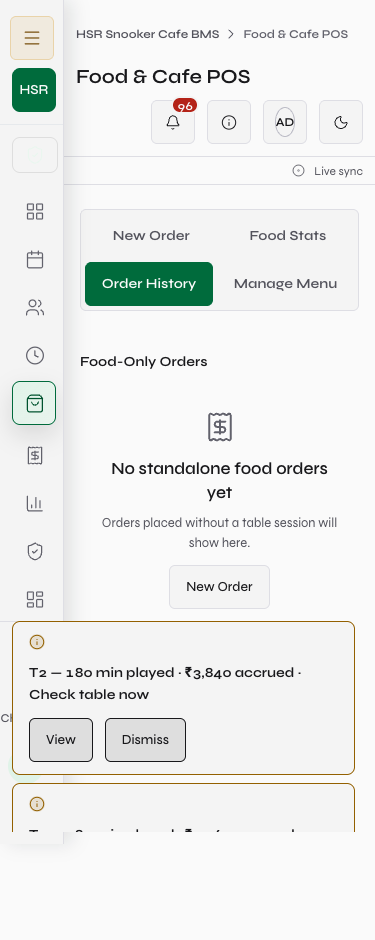 HSR Snooker Cafe BMS > Food & Cafe POS
HSR
Food & Cafe POS
96
AD
Live sync
New Order
Food Stats
Order History
Manage Menu
Food-Only Orders
No standalone food orders
yet
Orders placed without a table session will
show here.
New Order
T2 — 180 min played · ₹3,840 accrued ·
Check table now
View
Dismiss